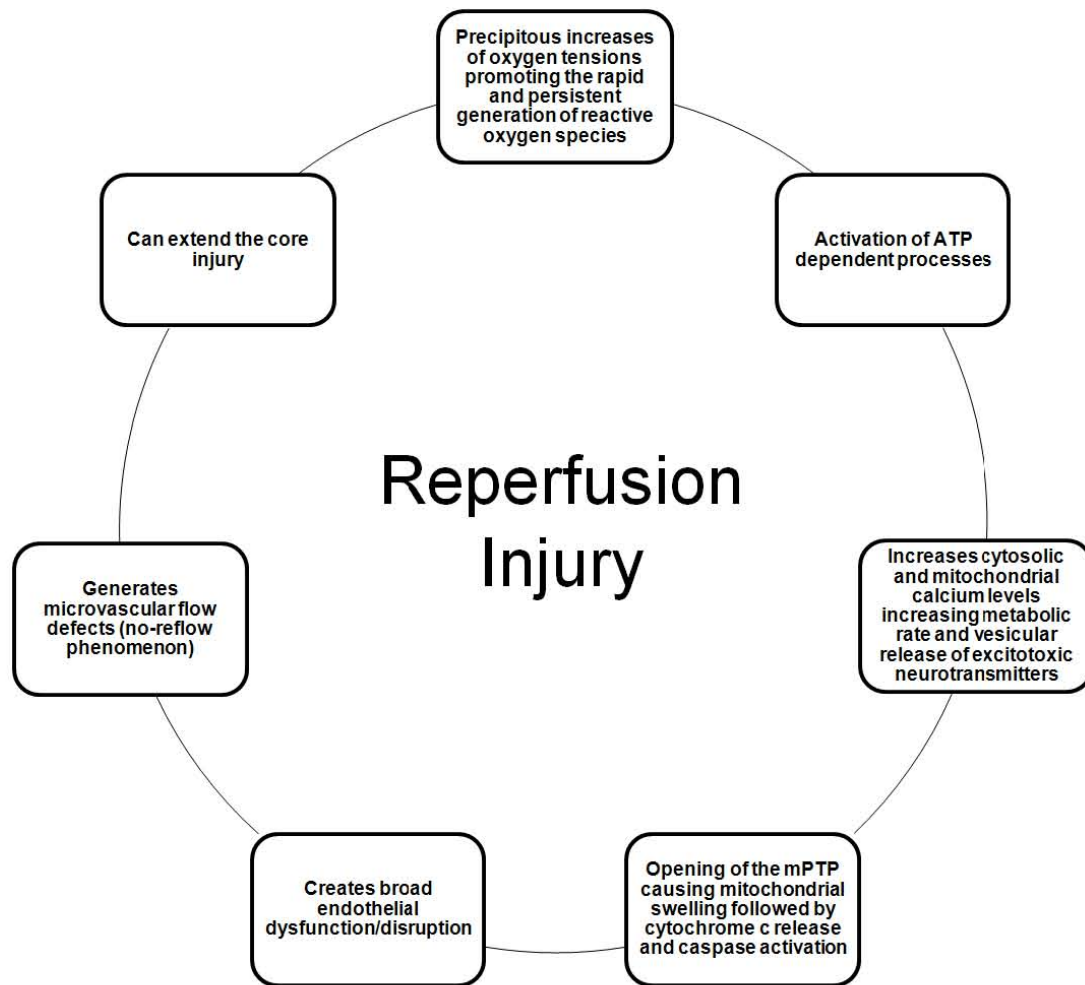 Precipitous increases
of oxygen tensions
promoting the rapid
and persistent
generation of reactive
oxygen species
Activation of ATP
dependent processes
Increases cytosolic
and mitochondrial
calcium levels
increasing metabolic
rate and vesicular
release of excitotoxic
neurotransmitters
Opening of the mPTP
causing mitochondrial
swelling followed by
cytochrome c release
and caspase activation
Creates broad
endothelial
dysfunction/disruption
Generates
microvascular flow
defects (no-reflow
phenomenon)
Can extend the core
injury
Reperfusion
Injury